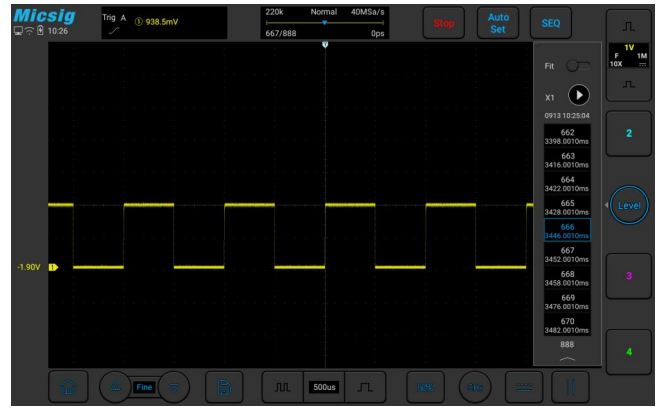 Micsig
10:26
Trig A ① 938.5mV
220k Normal 40MSa/s
667/888 0ps
Stop
Auto
Set
SEQ
1V
F 1M
10X
Fit
X1
0913 10:25:04
662
3398.0010ms
663
3416.0010ms
664
3422.0010ms
665
3428.0010ms
666
3446.0010ms
667
3452.0010ms
668
3458.0010ms
669
3476.0010ms
670
3482.0010ms
888
2
Level
3
4
-1.90V
1
Fine
500us